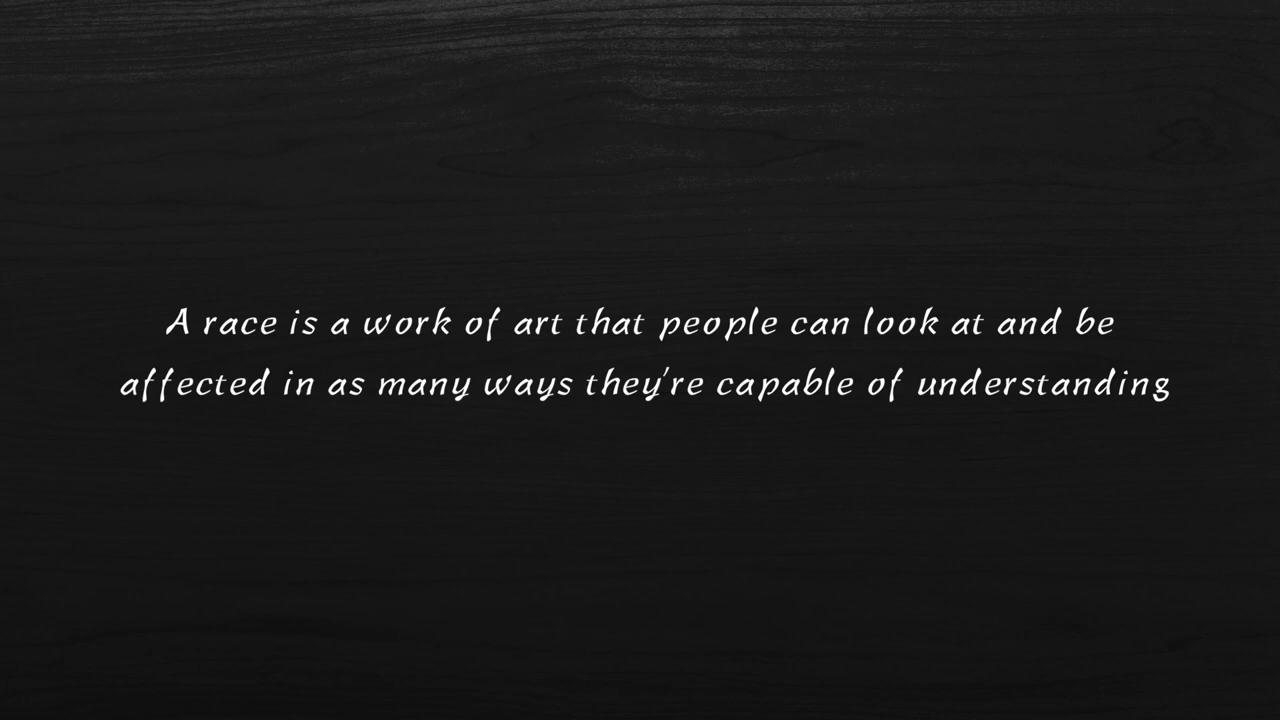 A race is a work of art that people can look at and be
affected in as many ways they're capable of understanding